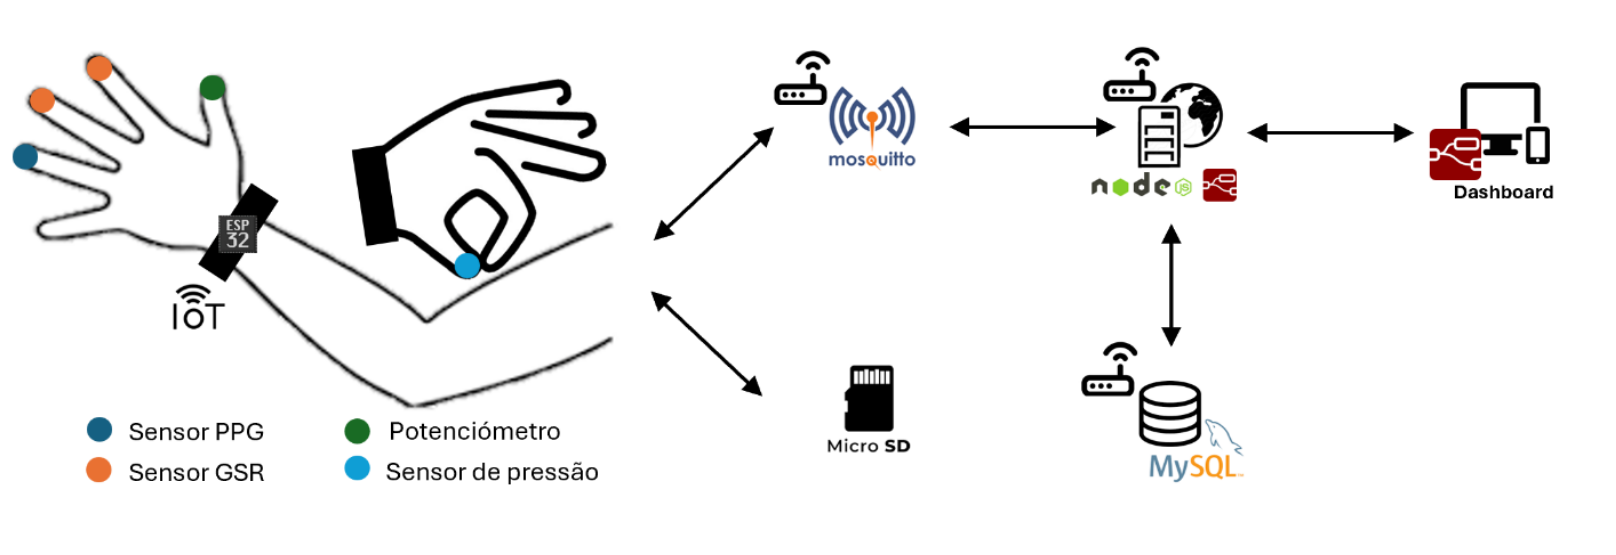 ESP
32
IoT
Sensor PPG
Sensor GSR
Potenciómetro
Sensor de pressão
mosquitto
Micro SD
node JS
MySQL
Dashboard